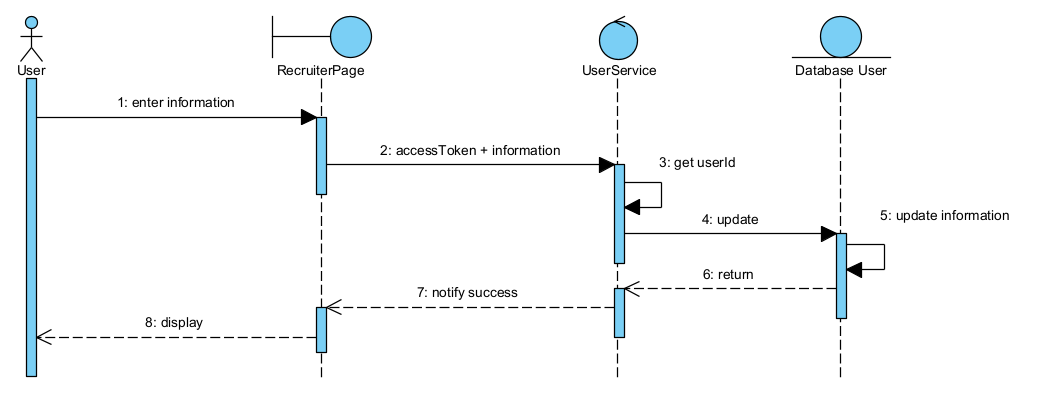 User
RecruiterPage
UserService
Database User
1: enter information
2: accessToken + information
3: get userId
4: update
5: update information
6: return
7: notify success
8: display